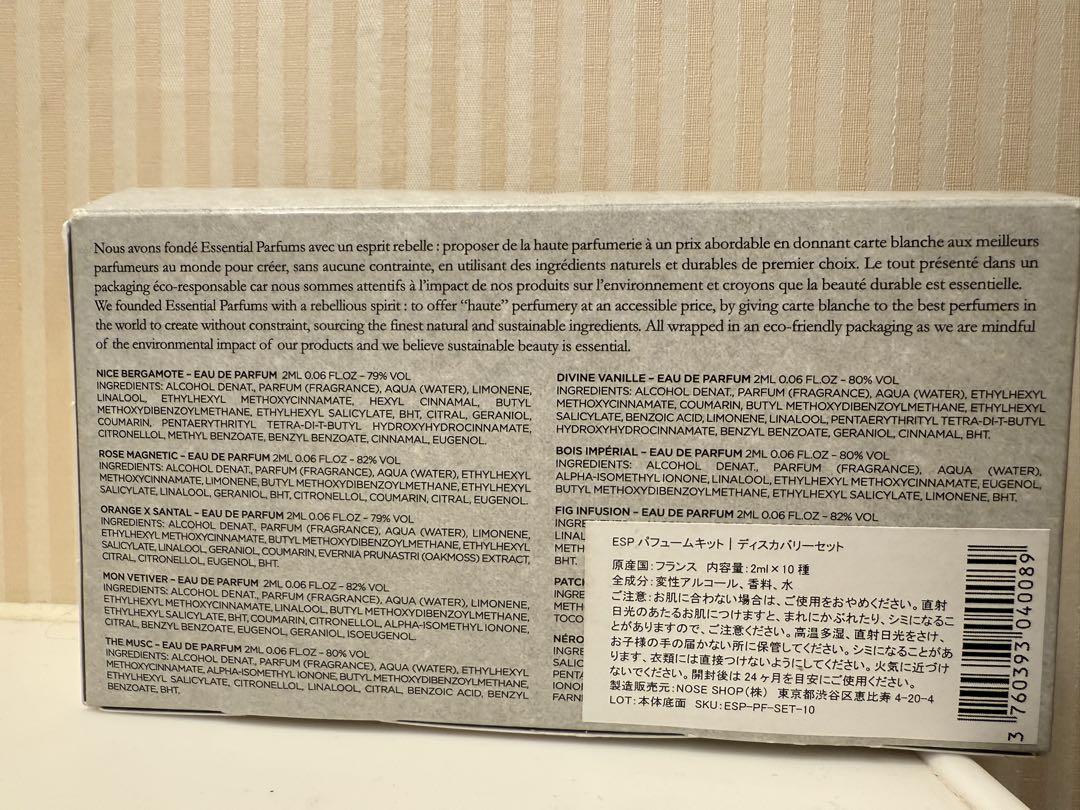 Nous avons fondé Essential Parfums avec un esprit rebelle : proposer de la haute parfumerie à un prix abordable en donnant carte blanche aux meilleurs
parfumeurs au monde pour créer, sans aucune contrainte, en utilisant des ingrédients naturels et durables de premier choix. Le tout présenté dans un
packaging éco-responsable car nous sommes attentifs à l'impact de nos produits sur l'environnement et croyons que la beauté durable est essentielle.
We founded Essential Parfums with a rebellious spirit : to offer "haute" perfumery at an accessible price, by giving carte blanche to the best perfumers in
the world to create without constraint, sourcing the finest natural and sustainable ingredients. All wrapped in an eco-friendly packaging as we are mindful
of the environmental impact of our products and we believe sustainable beauty is essential.
NICE BERGAMOTE – EAU DE PARFUM 2ML 0.06 FL.OZ – 79% VOL
INGREDIENTS: ALCOHOL DENAT., PARFUM (FRAGRANCE), AQUA (WATER), LIMONENE,
LINALOOL, ETHYLHEXYL METHOXYCINNAMATE, HEXYL CINNAMAL, BUTYL
METHOXYDIBENZOYLMETHANE, ETHYLHEXYL SALICYLATE, BHT, CITRAL, GERANIOL,
COUMARIN, PENTAERYTHRITYL TETRA-DI-T-BUTYL HYDROXYHYDROCINNAMATE,
CITRONELLOL, METHYL BENZOATE, BENZYL BENZOATE, CINNAMAL, EUGENOL.
ROSE MAGNETIC – EAU DE PARFUM 2ML 0.06 FL.OZ – 82% VOL
INGREDIENTS: ALCOHOL DENAT., PARFUM (FRAGRANCE), AQUA (WATER), ETHYLHEXYL
METHOXYCINNAMATE, LIMONENE, BUTYL METHOXYDIBENZOYLMETHANE, ETHYLHEXYL
SALICYLATE, LINALOOL, GERANIOL, BHT, CITRONELLOL, COUMARIN, CITRAL, EUGENOL.
ORANGE X SANTAL – EAU DE PARFUM 2ML 0.06 FL.OZ – 79% VOL
INGREDIENTS: ALCOHOL DENAT., PARFUM (FRAGRANCE), AQUA (WATER), LIMONENE,
ETHYLHEXYL METHOXYCINNAMATE, BUTYL METHOXYDIBENZOYLMETHANE, ETHYLHEXYL
SALICYLATE, LINALOOL, GERANIOL, COUMARIN, EVERNIA PRUNASTRI (OAKMOSS) EXTRACT,
CITRAL, CITRONELLOL, EUGENOL, BHT.
MON VETIVER – EAU DE PARFUM 2ML 0.06 FL.OZ – 82% VOL
INGREDIENTS: ALCOHOL DENAT., PARFUM (FRAGRANCE), AQUA (WATER), LIMONENE,
ETHYLHEXYL METHOXYCINNAMATE, LINALOOL, BUTYL METHOXYDIBENZOYLMETHANE,
ETHYLHEXYL SALICYLATE, BHT, COUMARIN, CITRONELLOL, ALPHA-ISOMETHYL IONONE,
CITRAL, BENZYL BENZOATE, EUGENOL, GERANIOL, ISOEUGENOL.
THE MUSC – EAU DE PARFUM 2ML 0.06 FL.OZ – 80% VOL
INGREDIENTS: ALCOHOL DENAT., PARFUM (FRAGRANCE), AQUA (WATER), ETHYLHEXYL
METHOXYCINNAMATE, ALPHA-ISOMETHYL IONONE, BUTYL METHOXYDIBENZOYLMETHANE,
ETHYLHEXYL SALICYLATE, CITRONELLOL, LINALOOL, CITRAL, BENZOIC ACID, BENZYL
BENZOATE, BHT.
DIVINE VANILLE – EAU DE PARFUM 2ML 0.06 FL.OZ – 80% VOL
INGREDIENTS: ALCOHOL DENAT., PARFUM (FRAGRANCE), AQUA (WATER), ETHYLHEXYL
METHOXYCINNAMATE, COUMARIN, BUTYL METHOXYDIBENZOYLMETHANE, ETHYLHEXYL
SALICYLATE, BENZOIC ACID, LIMONENE, LINALOOL, PENTAERYTHRITYL TETRA-DI-T-BUTYL
HYDROXYHYDROCINNAMATE, BENZYL BENZOATE, GERANIOL, CINNAMAL, BHT.
BOIS IMPÉRIAL – EAU DE PARFUM 2ML 0.06 FL.OZ – 80% VOL
INGREDIENTS: ALCOHOL DENAT., PARFUM (FRAGRANCE), AQUA (WATER),
ALPHA-ISOMETHYL IONONE, LINALOOL, ETHYLHEXYL METHOXYCINNAMATE, EUGENOL,
BUTYL METHOXYDIBENZOYLMETHANE, ETHYLHEXYL SALICYLATE, LIMONENE, BHT.
FIG INFUSION – EAU DE PARFUM 2ML 0.06 FL.OZ – 82% VOL
ESP パフュームキット | ディスカバリーセット
原産国:フランス 内容量:2ml×10 種
全成分:変性アルコール、香料、水
ご注意:お肌に合わない場合は、ご使用をおやめください。直射
日光のあたるお肌につけますと、まれにかぶれたり、シミになるこ
とがありますので、ご注意ください。高温多湿、直射日光をさけ、
お子様の手の届かない所に保管してください。シミになることがあ
ります、衣類には直接つけないようにしてください。火気に近づけ
ないでください。開封後は 24 ヶ月を目安にご使用ください。
製造販売元:NOSE SHOP(株) 東京都渋谷区恵比寿 4-20-4
LOT:本体底面 SKU:ESP-PF-SET-10
3 760393 040089